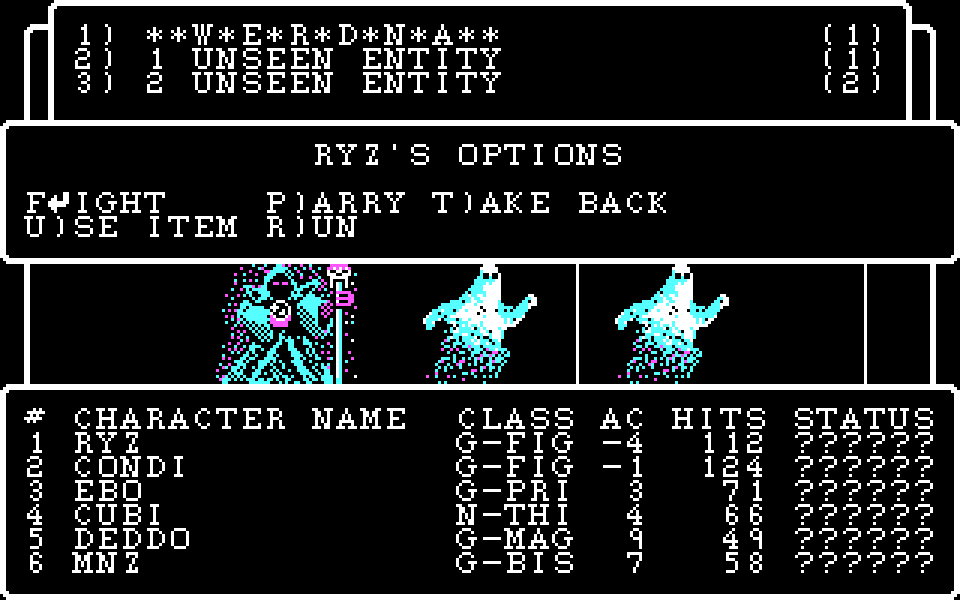 1) **W*E*R*D*N*A** (1)
2) 1 UNSEEN ENTITY (1)
3) 2 UNSEEN ENTITY (2)
RYZ'S OPTIONS
F↵IGHT P)ARRY T)AKE BACK
U)SE ITEM R)UN
# CHARACTER NAME CLASS AC HITS STATUS
1 RYZ G-FIG -4 112 ??????
2 CONDI G-FIG -1 124 ??????
3 EBO G-PRI 3 71 ??????
4 CUBI N-THI 4 66 ??????
5 DEDDO G-MAG 9 49 ??????
6 MNZ G-BIS 7 58 ??????